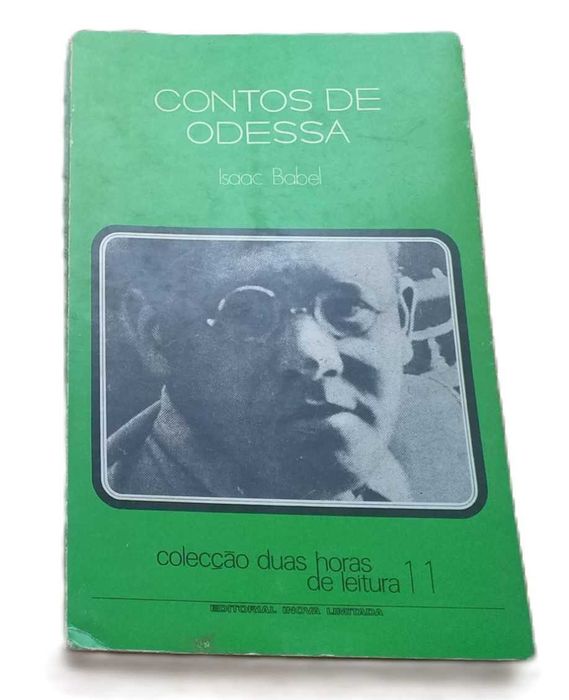 CONTOS DE
ODESSA
Isaac Babel
colecção duas horas
de leitura 11
EDITORIAL INOVA LIMITADA